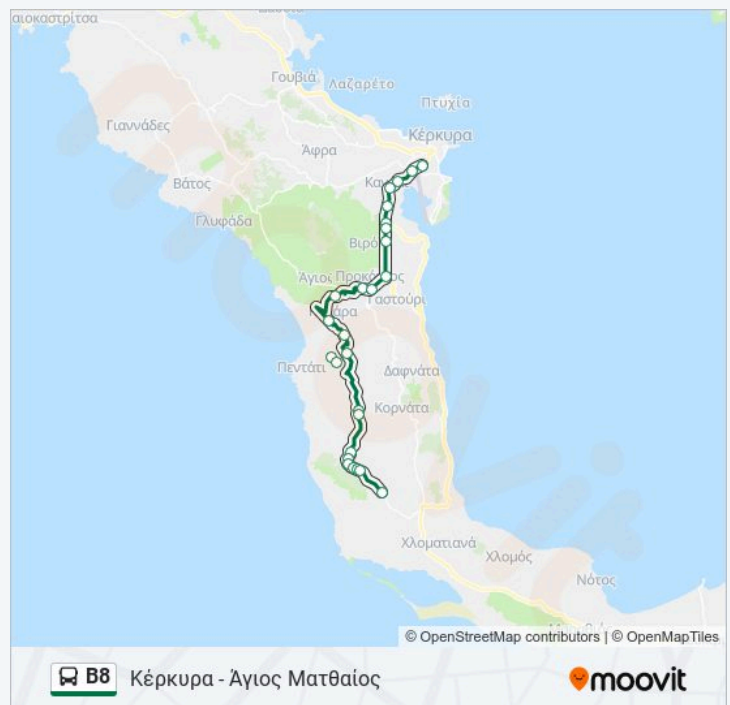 αιοκαστρίτσα
Γουβιά
Λαζαρέτο
Πτυχία
Γιαννάδες
Κέρκυρα
Άφρα
Βάτος
Γλυφάδα
Άγιος Προκόπιος
Γαστούρι
Πεντάτι
Δαφνάτα
Κορνάτα
Χλοματιανά
Χλομός
Νότος
© OpenStreetMap contributors | © OpenMapTiles
B8 Κέρκυρα - Άγιος Ματθαίος
moovit